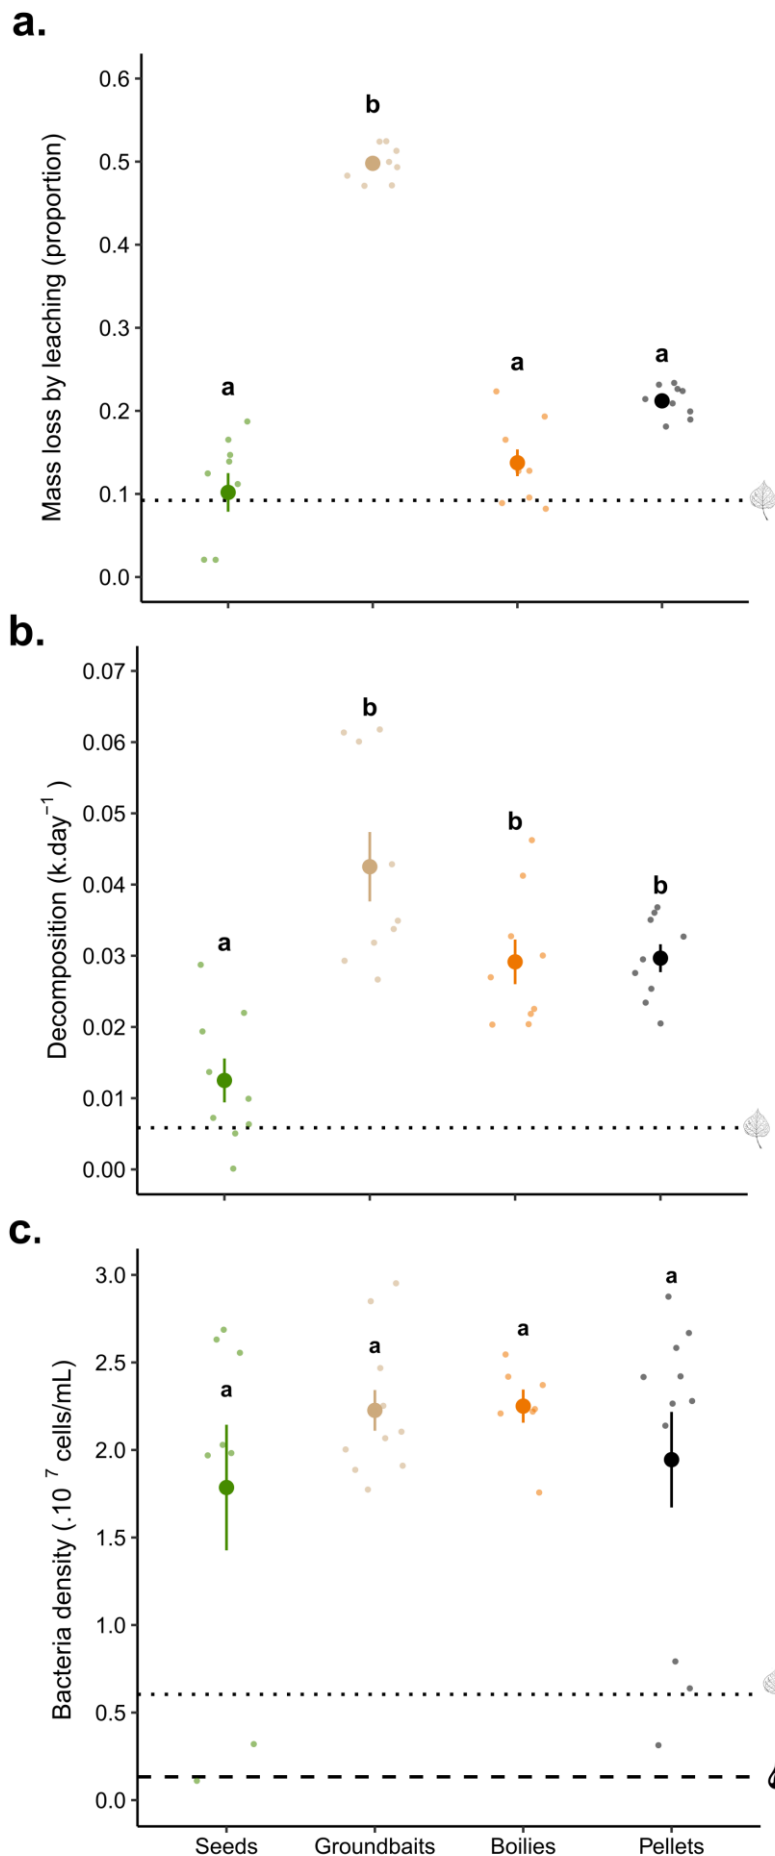 a.
Mass loss by leaching (proportion)
0.6
0.5
0.4
0.3
0.2
0.1
0.0
a
b
a
a
b.
Decomposition (k.day⁻¹ )
0.07
0.06
0.05
0.04
0.03
0.02
0.01
0.00
a
b
b
b
c.
Bacteria density (.10 ⁷ cells/mL)
3.0
2.5
2.0
1.5
1.0
0.5
0.0
a
a
a
a
Seeds Groundbaits Boilies Pellets